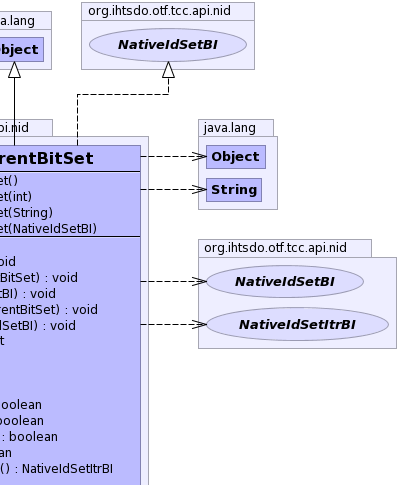 a.lang
Object
org.ihtsdo.otf.tcc.api.nid
NativeIdSetBI
pi.nid
rentBitSet
et()
et(int)
et(String)
et(NativeIdSetBI)
oid
BitSet) : void
tBI) : void
rentBitSet) : void
dSetBI) : void
t
oolean
boolean
: boolean
an
() : NativeIdSetItrBI
java.lang
Object
String
org.ihtsdo.otf.tcc.api.nid
NativeIdSetBI
NativeIdSetItrBI